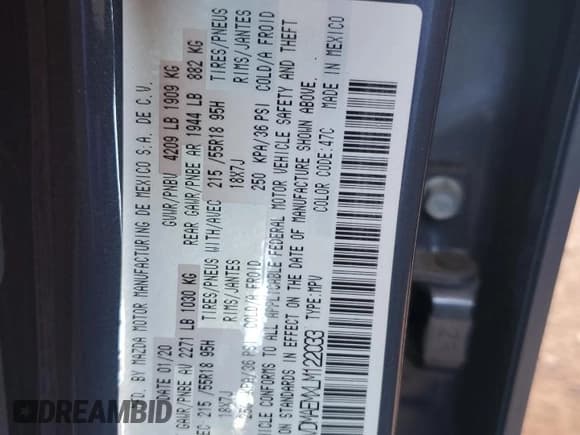 MFD. BY MAZDA MOTOR MANUFACTURING DE MEXICO S.A. DE C.V.
DATE 01/20 GVWR/PNBV 4209 LB 1909 KG
GAWR/PNBE AV 2271 LB 1030 KG REAR GAWR/PNBE AR 1944 LB 882 KG
215 /55R18 95H TIRES/PNEUS WITH/AVEC 215 /55R18 95H TIRES/PNEUS
18X7J RIMS/JANTES 18X7J RIMS/JANTES
KPA/36 PSI COLD/A FROID 250 KPA/36 PSI COLD/A FROID
VEHICLE CONFORMS TO ALL APPLICABLE FEDERAL MOTOR VEHICLE SAFETY AND THEFT
STANDARDS IN EFFECT ON THE DATE OF MANUFACTURE SHOWN ABOVE.
LM122033 TYPE: MPV COLOR CODE: 47C MADE IN MEXICO
DREAMBID